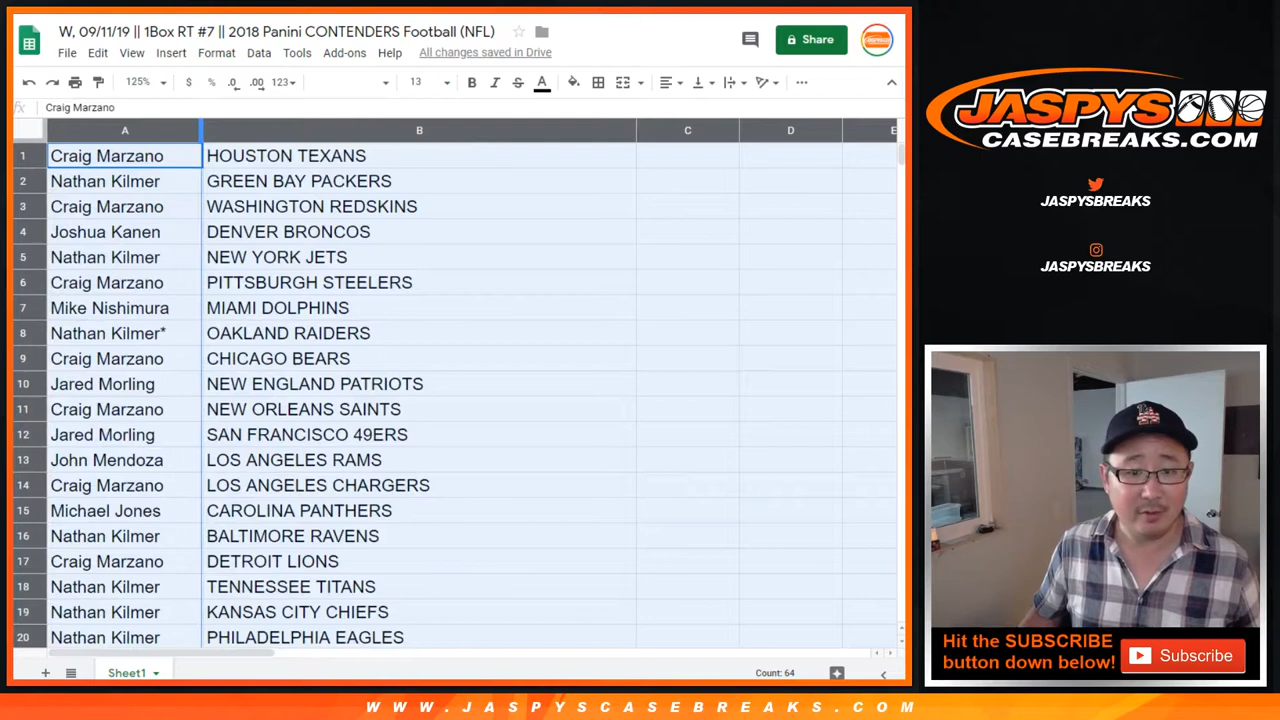 W, 09/11/19 || 1Box RT #7 || 2018 Panini CONTENDERS Football (NFL)
File Edit View Insert Format Data Tools Add-ons Help All changes saved in Drive
Share
125% $ % .0 .00 123 13 B I S A
fx Craig Marzano
A B C D E
1 Craig Marzano HOUSTON TEXANS
2 Nathan Kilmer GREEN BAY PACKERS
3 Craig Marzano WASHINGTON REDSKINS
4 Joshua Kanen DENVER BRONCOS
5 Nathan Kilmer NEW YORK JETS
6 Craig Marzano PITTSBURGH STEELERS
7 Mike Nishimura MIAMI DOLPHINS
8 Nathan Kilmer* OAKLAND RAIDERS
9 Craig Marzano CHICAGO BEARS
10 Jared Morling NEW ENGLAND PATRIOTS
11 Craig Marzano NEW ORLEANS SAINTS
12 Jared Morling SAN FRANCISCO 49ERS
13 John Mendoza LOS ANGELES RAMS
14 Craig Marzano LOS ANGELES CHARGERS
15 Michael Jones CAROLINA PANTHERS
16 Nathan Kilmer BALTIMORE RAVENS
17 Craig Marzano DETROIT LIONS
18 Nathan Kilmer TENNESSEE TITANS
19 Nathan Kilmer KANSAS CITY CHIEFS
20 Nathan Kilmer PHILADELPHIA EAGLES
Sheet1
Count: 64
JASPYS
CASEBREAKS.COM
JASPYSBREAKS
JASPYSBREAKS
Hit the SUBSCRIBE
button down below!
Subscribe
WWW.JASPYSCASEBREAKS.COM